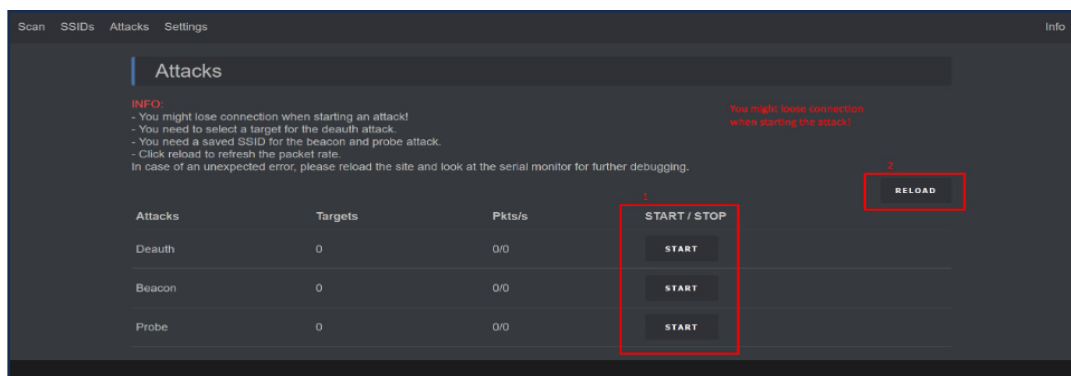 Scan SSIDs Attacks Settings Info
Attacks
INFO:
- You might lose connection when starting an attack!
- You need to select a target for the deauth attack.
- You need a saved SSID for the beacon and probe attack.
- Click reload to refresh the packet rate.
In case of an unexpected error, please reload the site and look at the serial monitor for further debugging.
You might loose connection
when starting the attack!
2
RELOAD
1
Attacks Targets Pkts/s START / STOP
Deauth 0 0/0 START
Beacon 0 0/0 START
Probe 0 0/0 START